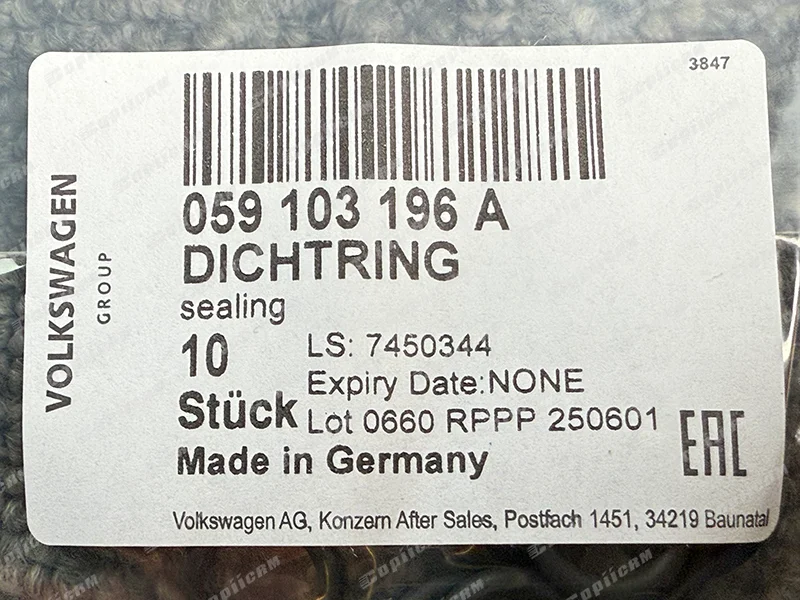 3847
VOLKSWAGEN
GROUP
059 103 196 A
DICHTRING
sealing
10
Stück
LS: 7450344
Expiry Date:NONE
Lot 0660 RPPP 250601
Made in Germany
EAC
Volkswagen AG, Konzern After Sales, Postfach 1451, 34219 Baunatal
CopiiCRM